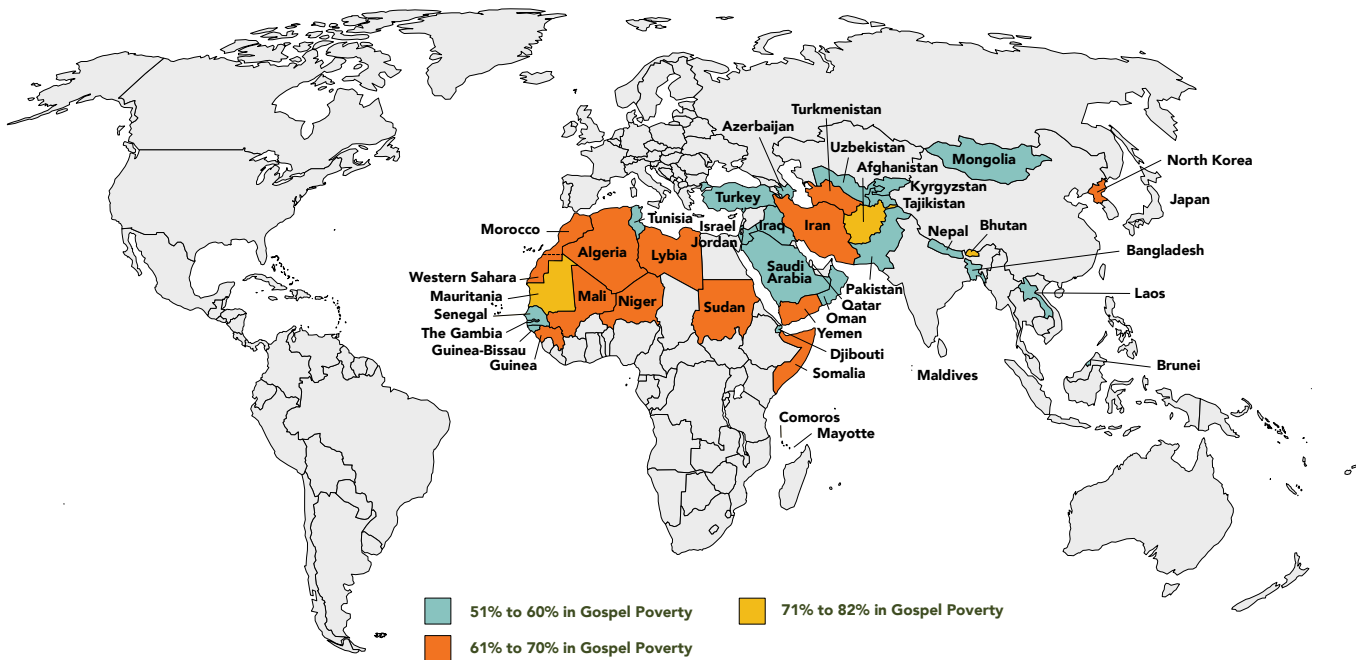 Turkmenistan
Azerbaijan
Uzbekistan
Afghanistan
Mongolia
North Korea
Kyrgyzstan
Tajikistan
Japan
Turkey
Tunisia
Israel
Jordan
Iraq
Iran
Nepal
Bhutan
Bangladesh
Morocco
Algeria
Lybia
Saudi
Arabia
Western Sahara
Mauritania
Mali
Niger
Sudan
Pakistan
Qatar
Oman
Yemen
Laos
Senegal
The Gambia
Guinea-Bissau
Guinea
Djibouti
Somalia
Maldives
Brunei
Comoros
Mayotte
51% to 60% in Gospel Poverty
71% to 82% in Gospel Poverty
61% to 70% in Gospel Poverty